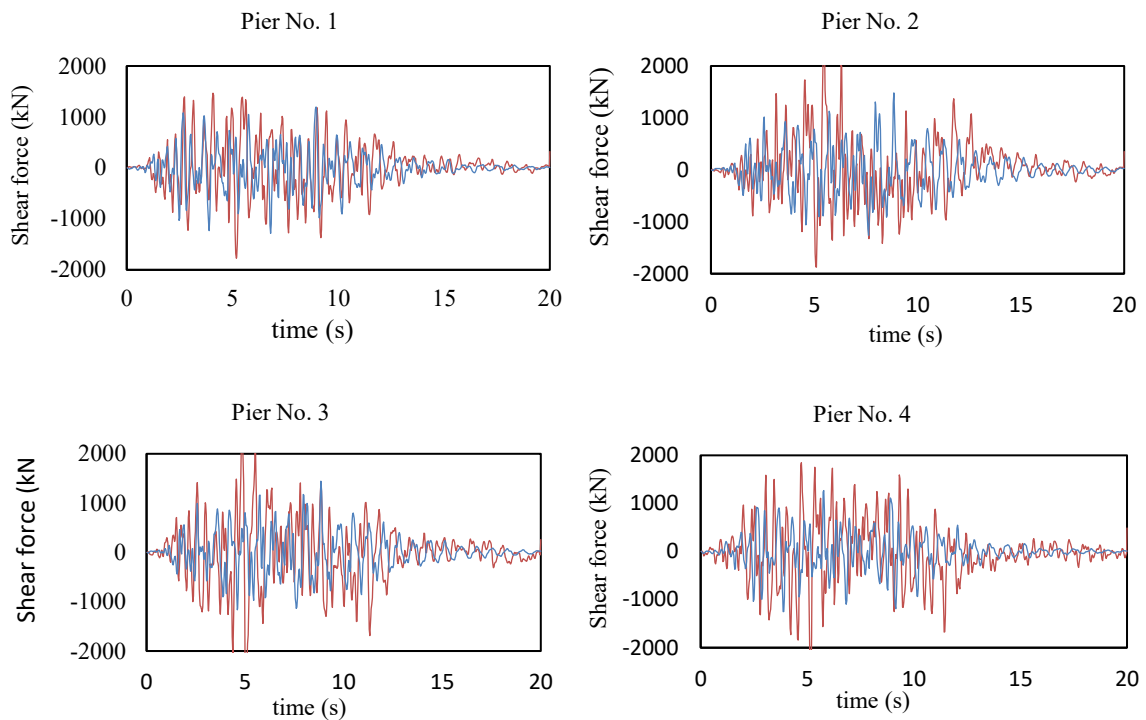 Pier No. 1
Shear force (kN)
2000
1000
0
-1000
-2000
0 5 10 15 20
time (s)
Pier No. 2
Shear force (kN)
2000
1000
0
-1000
-2000
0 5 10 15 20
time (s)
Pier No. 3
Shear force (kN
2000
1000
0
-1000
-2000
0 5 10 15 20
time (s)
Pier No. 4
Shear force (kN)
2000
1000
0
-1000
-2000
0 5 10 15 20
time (s)